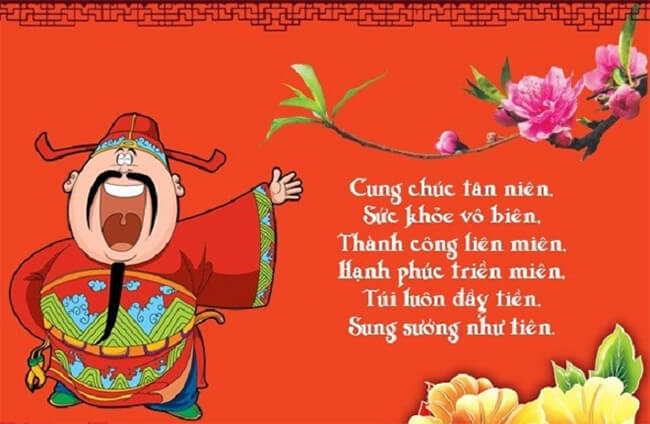 Cung chúc tân niên,
Sức khỏe vô biên,
Thành công liên miên,
Hạnh phúc triền miên,
Túi luôn đầy tiền,
Sung sướng như tiên.